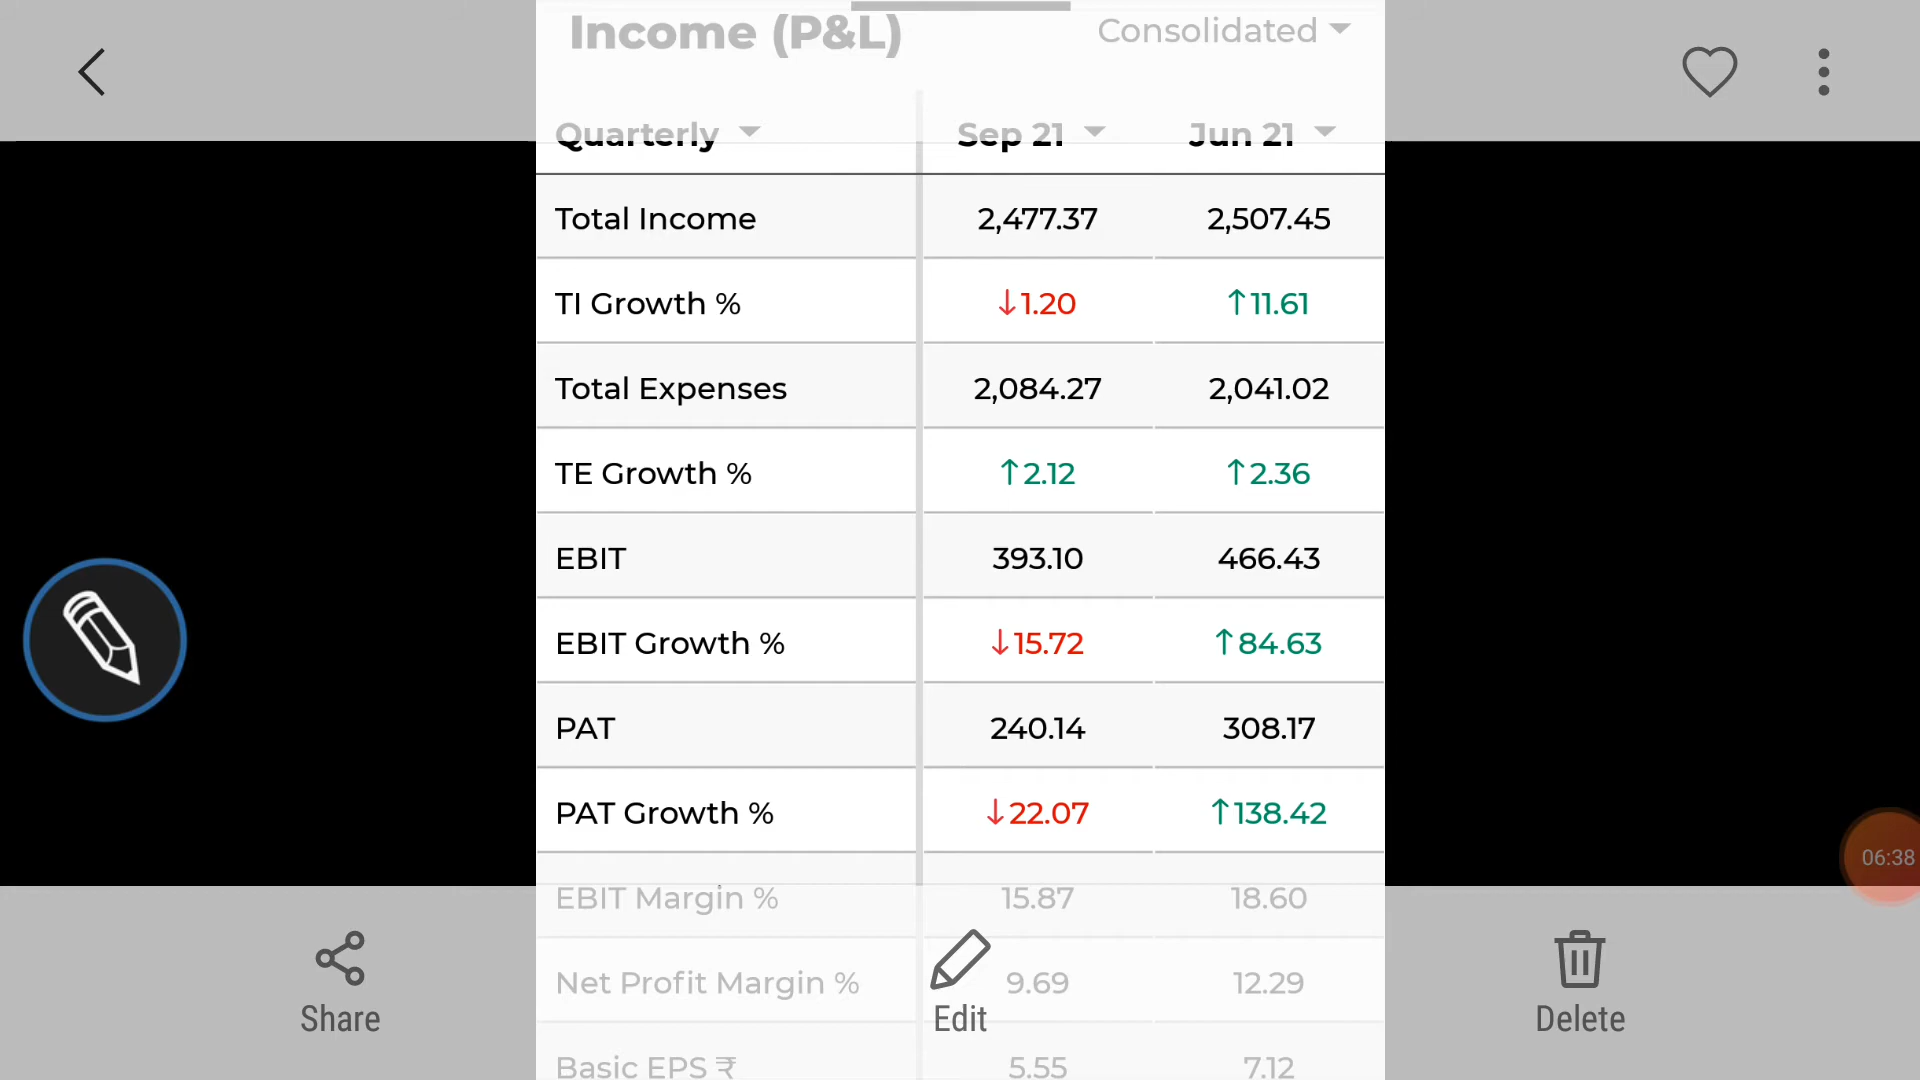 Income (P&L) Consolidated
Quarterly Sep 21 Jun 21
Total Income 2,477.37 2,507.45
TI Growth % ↓1.20 ↑11.61
Total Expenses 2,084.27 2,041.02
TE Growth % ↑2.12 ↑2.36
EBIT 393.10 466.43
EBIT Growth % ↓15.72 ↑84.63
PAT 240.14 308.17
PAT Growth % ↓22.07 ↑138.42
06:38
EBIT Margin % 15.87 18.60
Net Profit Margin % 9.69 12.29
Share Edit Delete
Basic EPS ₹ 5.55 7.12